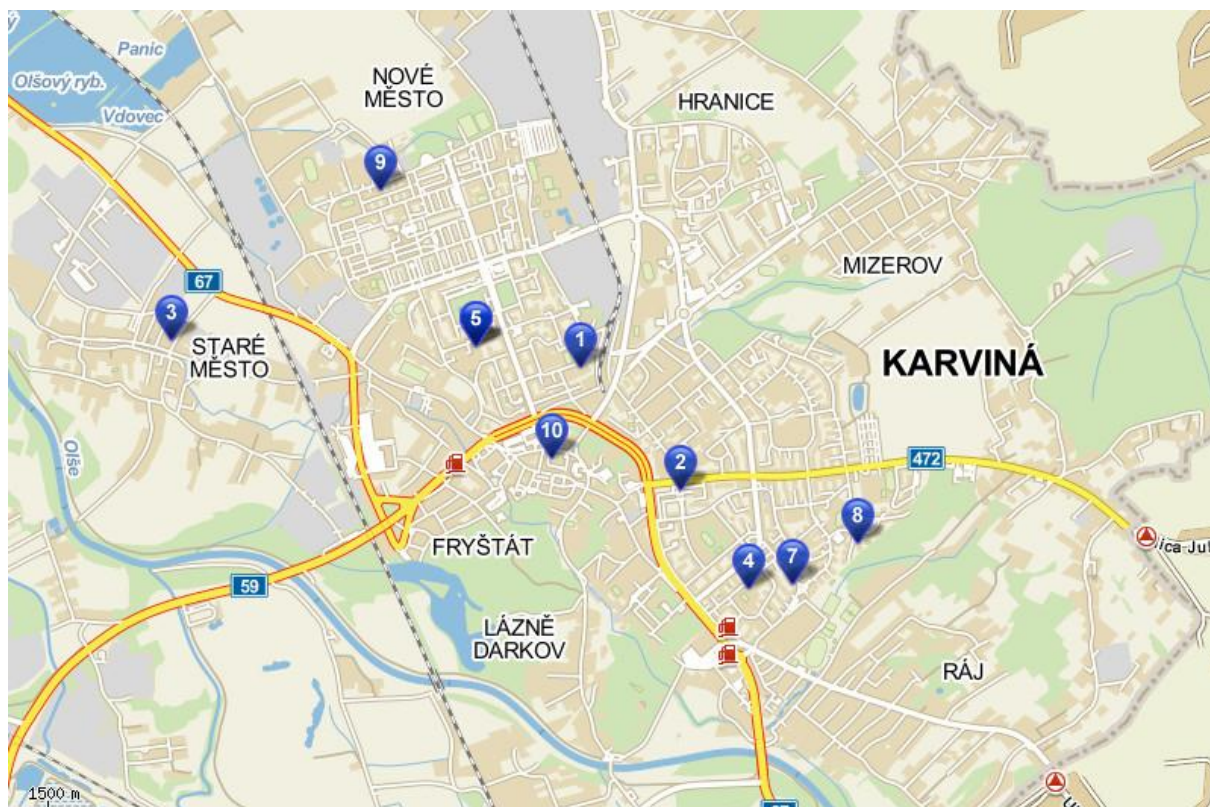 Panic
Olšový ryb.
Vdovec
NOVÉ
MĚSTO
HRANICE
9
67
MIZEROV
3
5
1
STARÉ
MĚSTO
KARVINÁ
Olše
10
2
472
8
FRYŠTÁT
4
7
59
LÁZNĚ
DARKOV
RÁJ
1500 m